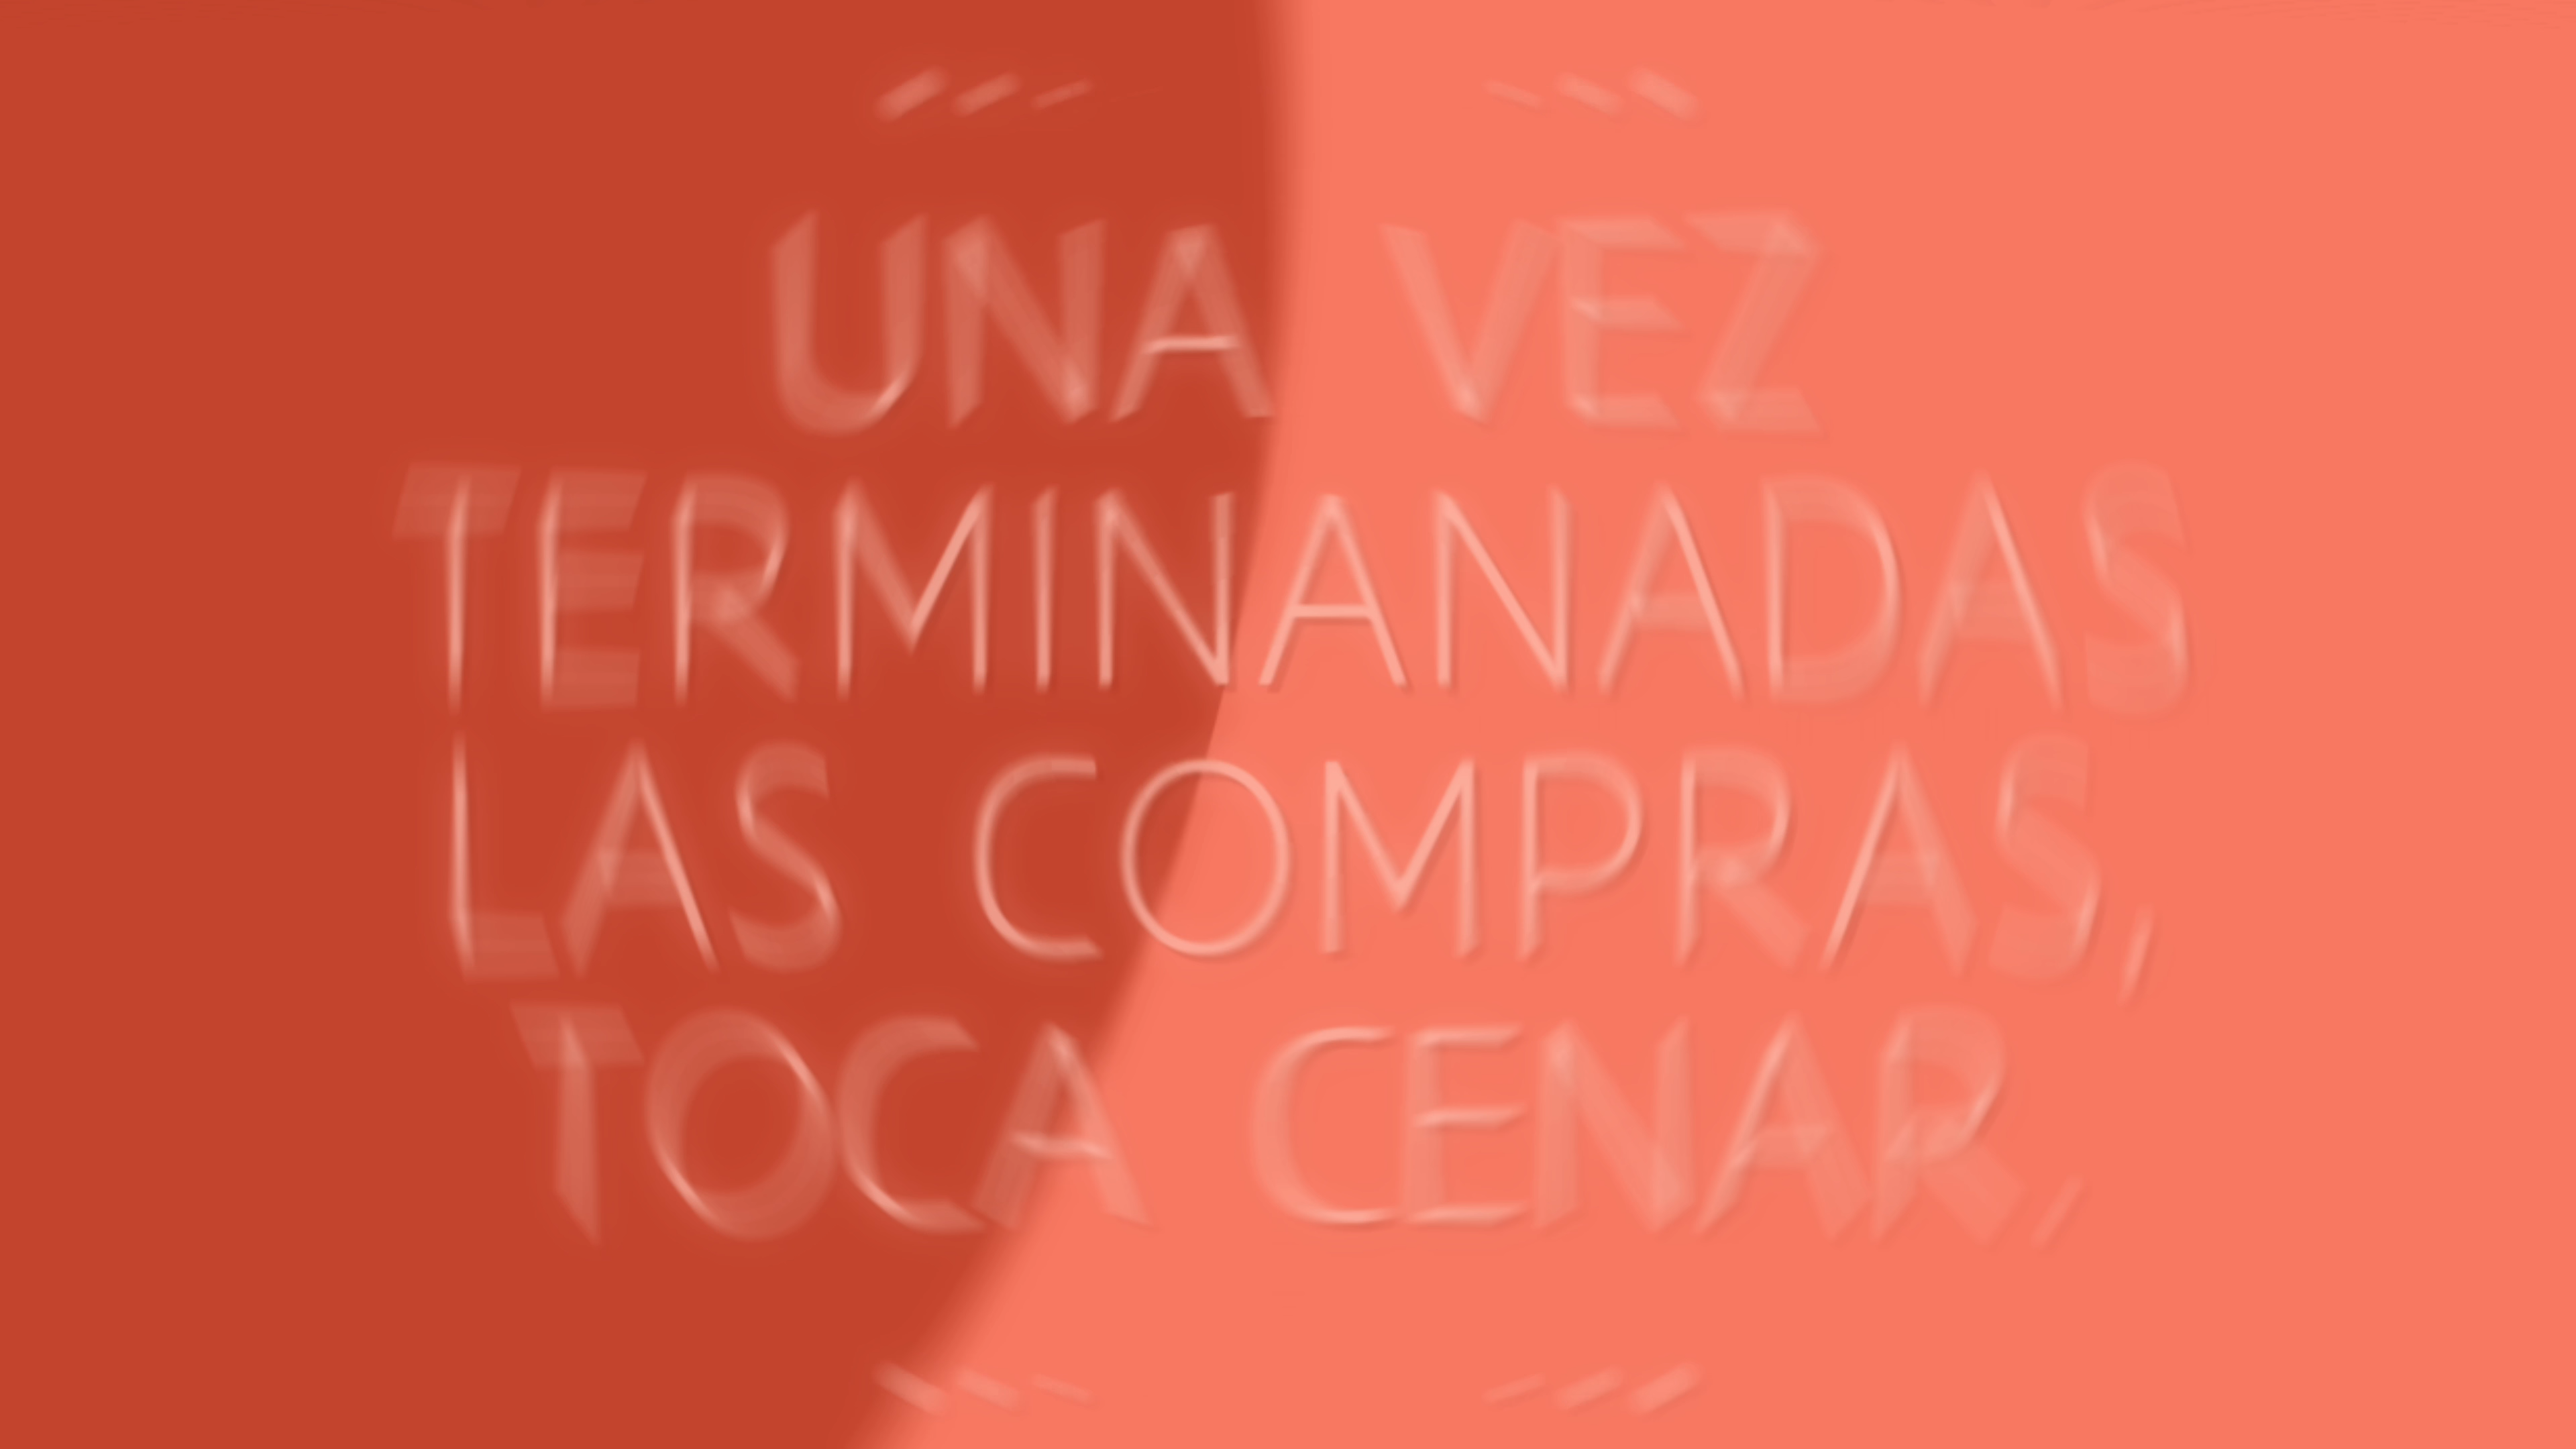 UNA VEZ
TERMINANADAS
LAS COMPRAS,
TOCA CENAR,